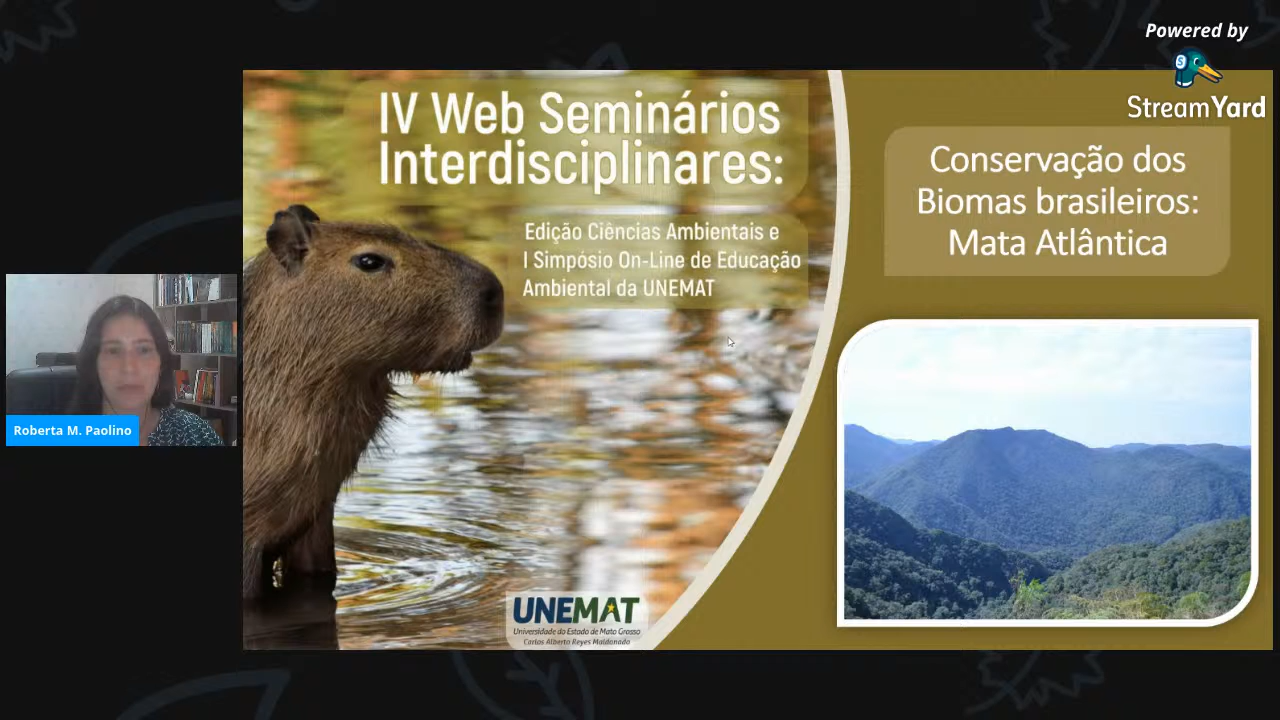 Powered by
StreamYard
IV Web Seminários
Interdisciplinares:
Edição Ciências Ambientais e
I Simpósio On-Line de Educação
Ambiental da UNEMAT
Conservação dos
Biomas brasileiros:
Mata Atlântica
Roberta M. Paolino
UNEMAT
Universidade do Estado de Mato Grosso
Carlos Alberto Reyes Maldonado